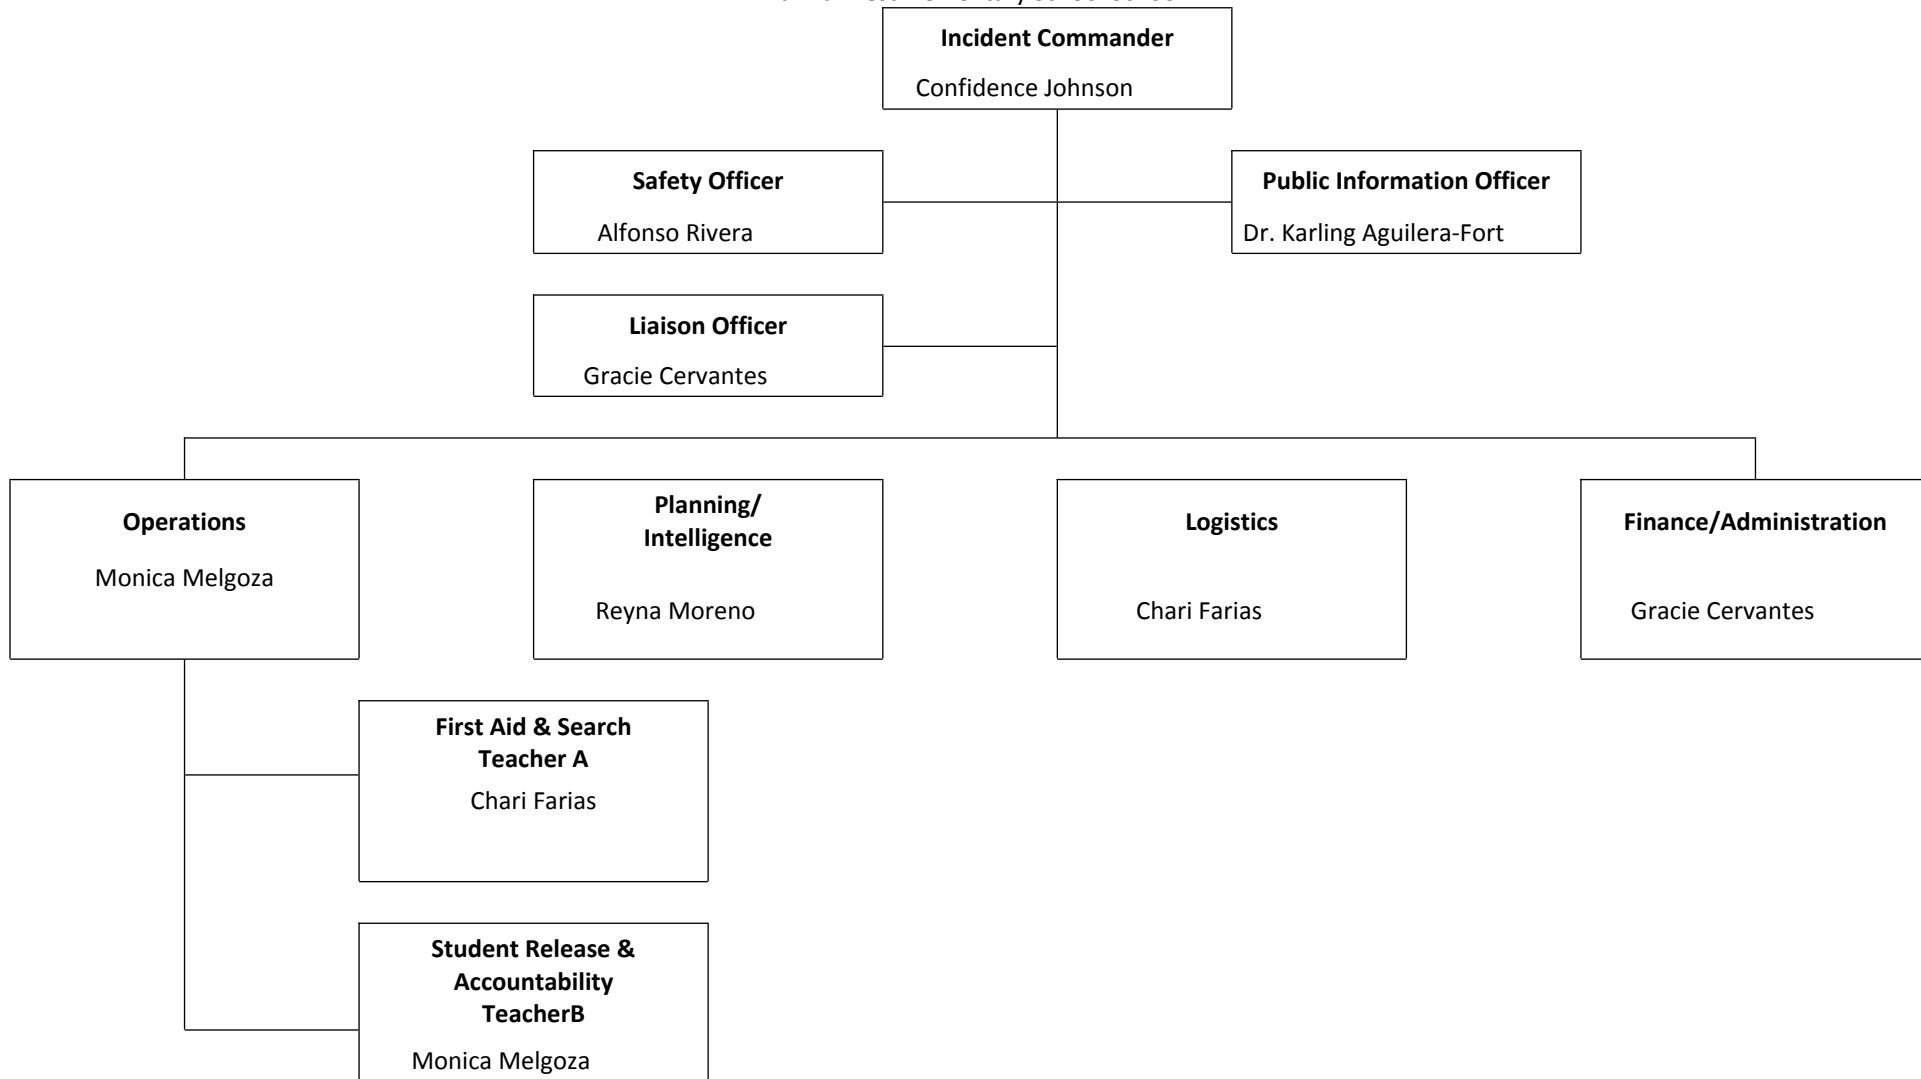 Incident Commander
Confidence Johnson
Safety Officer
Alfonso Rivera
Public Information Officer
Dr. Karling Aguilera-Fort
Liaison Officer
Gracie Cervantes
Operations
Monica Melgoza
Planning/
Intelligence
Reyna Moreno
Logistics
Chari Farias
Finance/Administration
Gracie Cervantes
First Aid & Search
Teacher A
Chari Farias
Student Release &
Accountability
TeacherB
Monica Melgoza